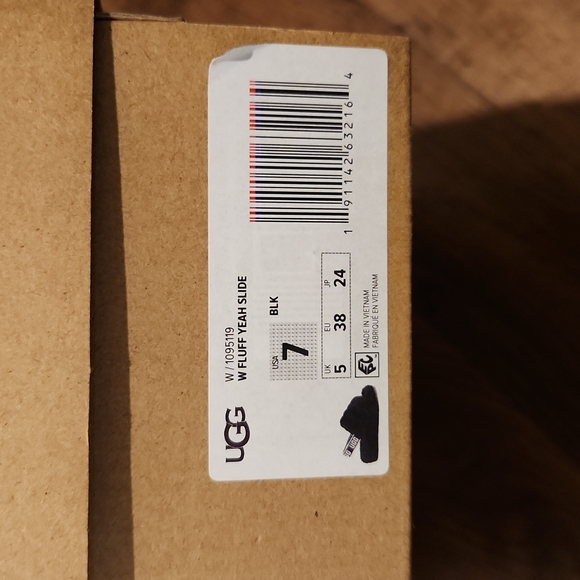 UGG
W / 1095119
W FLUFF YEAH SLIDE
USA
7
BLK
UK EU JP
5 38 24
MADE IN VIETNAM
FABRIQUÉ EN VIETNAM
1 91142 63216 4